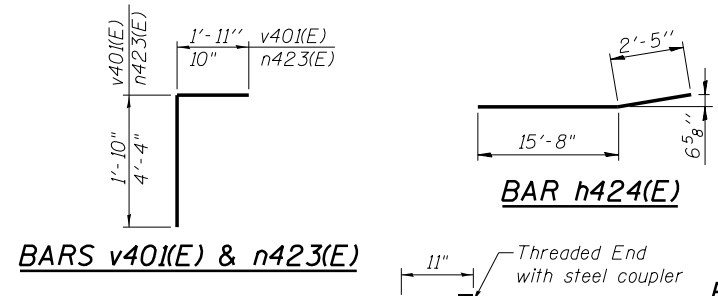 v401(E)
n423(E)
1'-11" v401(E)
10" n423(E)
1'-10"
4'-4"
BARS v401(E) & n423(E)
2'-5"
15'-8"
6 5/8"
BAR h424(E)
11"
Threaded End
with steel coupler